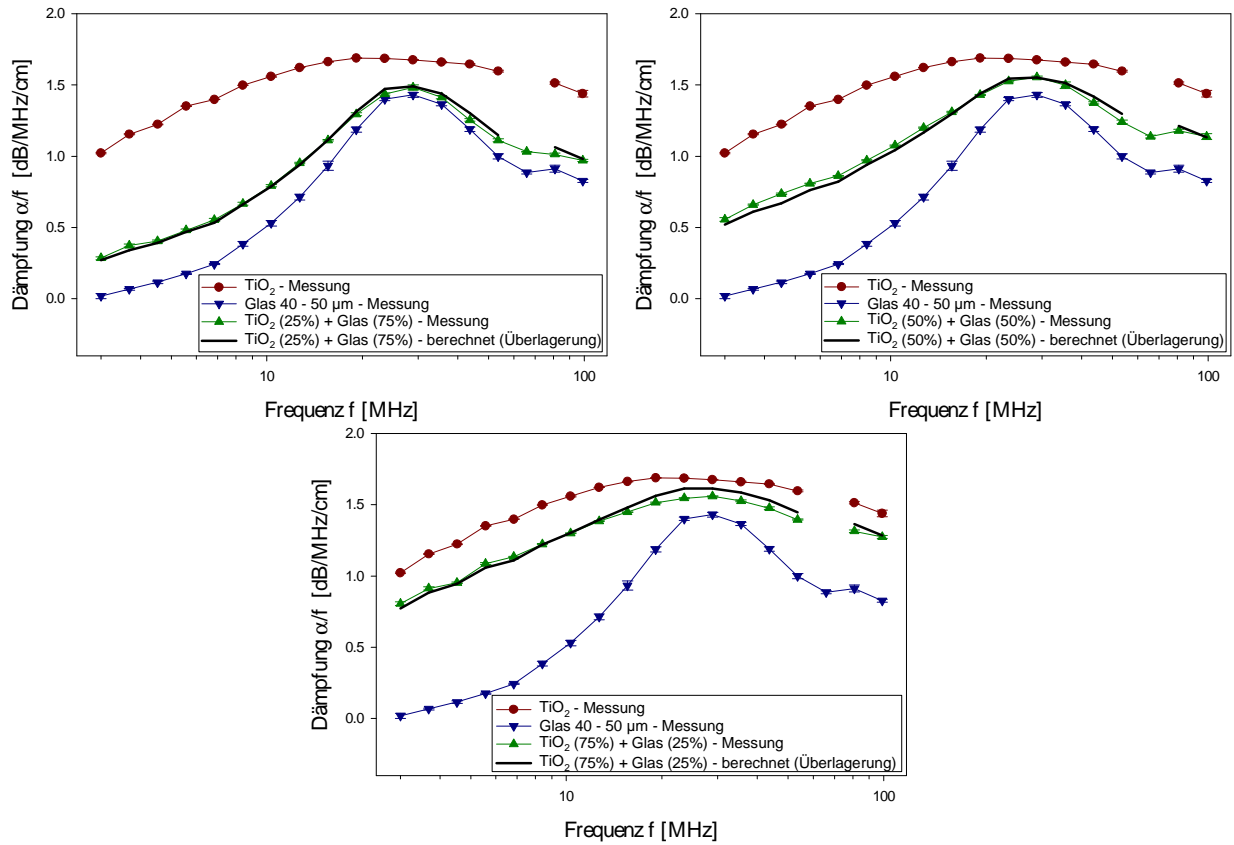 2.0
1.5
1.0
0.5
0.0
Dämpfung α/f [dB/MHz/cm]
TiO2 - Messung
Glas 40 - 50 µm - Messung
TiO2 (25%) + Glas (75%) - Messung
TiO2 (25%) + Glas (75%) - berechnet (Überlagerung)
10
100
Frequenz f [MHz]
2.0
1.5
1.0
0.5
0.0
Dämpfung α/f [dB/MHz/cm]
TiO2 - Messung
Glas 40 - 50 µm - Messung
TiO2 (50%) + Glas (50%) - Messung
TiO2 (50%) + Glas (50%) - berechnet (Überlagerung)
10
100
Frequenz f [MHz]
2.0
1.5
1.0
0.5
0.0
Dämpfung α/f [dB/MHz/cm]
TiO2 - Messung
Glas 40 - 50 µm - Messung
TiO2 (75%) + Glas (25%) - Messung
TiO2 (75%) + Glas (25%) - berechnet (Überlagerung)
10
100
Frequenz f [MHz]